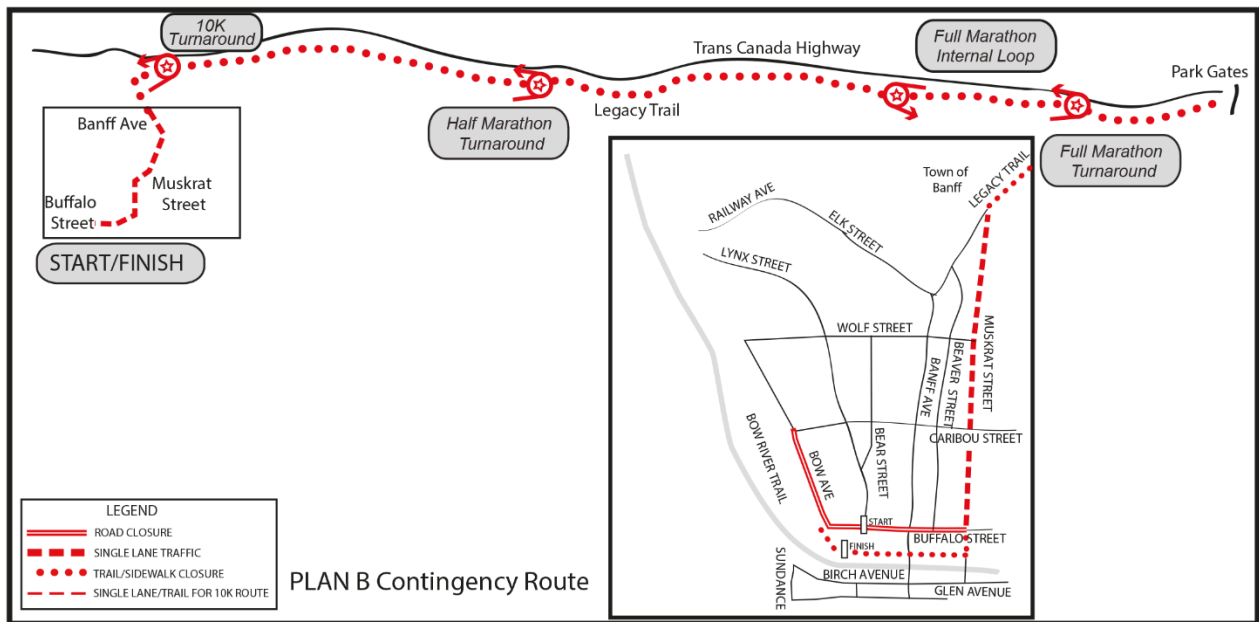 10K
Turnaround
Trans Canada Highway
Full Marathon
Internal Loop
Park Gates
Legacy Trail
Half Marathon
Turnaround
Full Marathon
Turnaround
Banff Ave
Muskrat
Street
Buffalo
Street
START/FINISH
Town of
Banff
LEGACY TRAIL
RAILWAY AVE
ELK STREET
LYNX STREET
WOLF STREET
MUSKRAT STREET
BANFF AVE
BEAVER STREET
CARIBOU STREET
BEAR STREET
BOW AVE
BOW RIVER TRAIL
START
BUFFALO STREET
FINISH
BIRCH AVENUE
SUNDANCE
GLEN AVENUE
LEGEND
ROAD CLOSURE
SINGLE LANE TRAFFIC
TRAIL/SIDEWALK CLOSURE
SINGLE LANE/TRAIL FOR 10K ROUTE
PLAN B Contingency Route